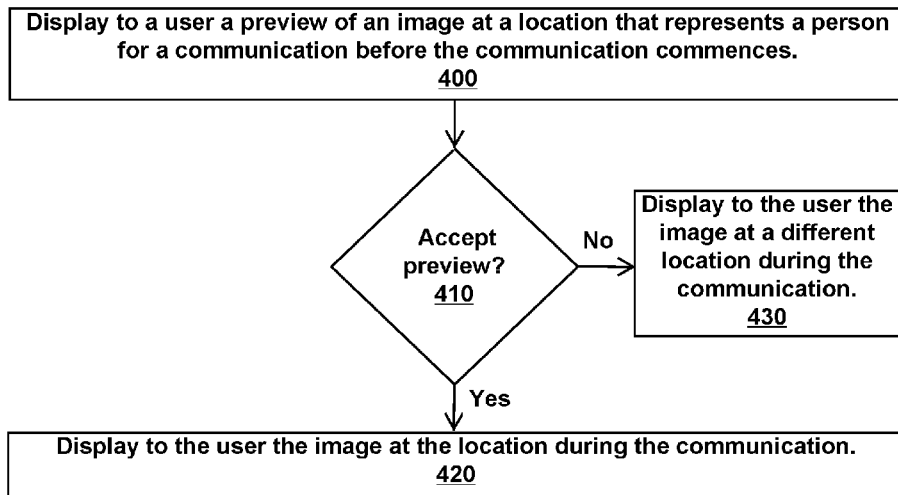 Display to a user a preview of an image at a location that represents a person
for a communication before the communication commences.
400
Accept
preview?
410
No
Display to the user the
image at a different
location during the
communication.
430
Yes
Display to the user the image at the location during the communication.
420